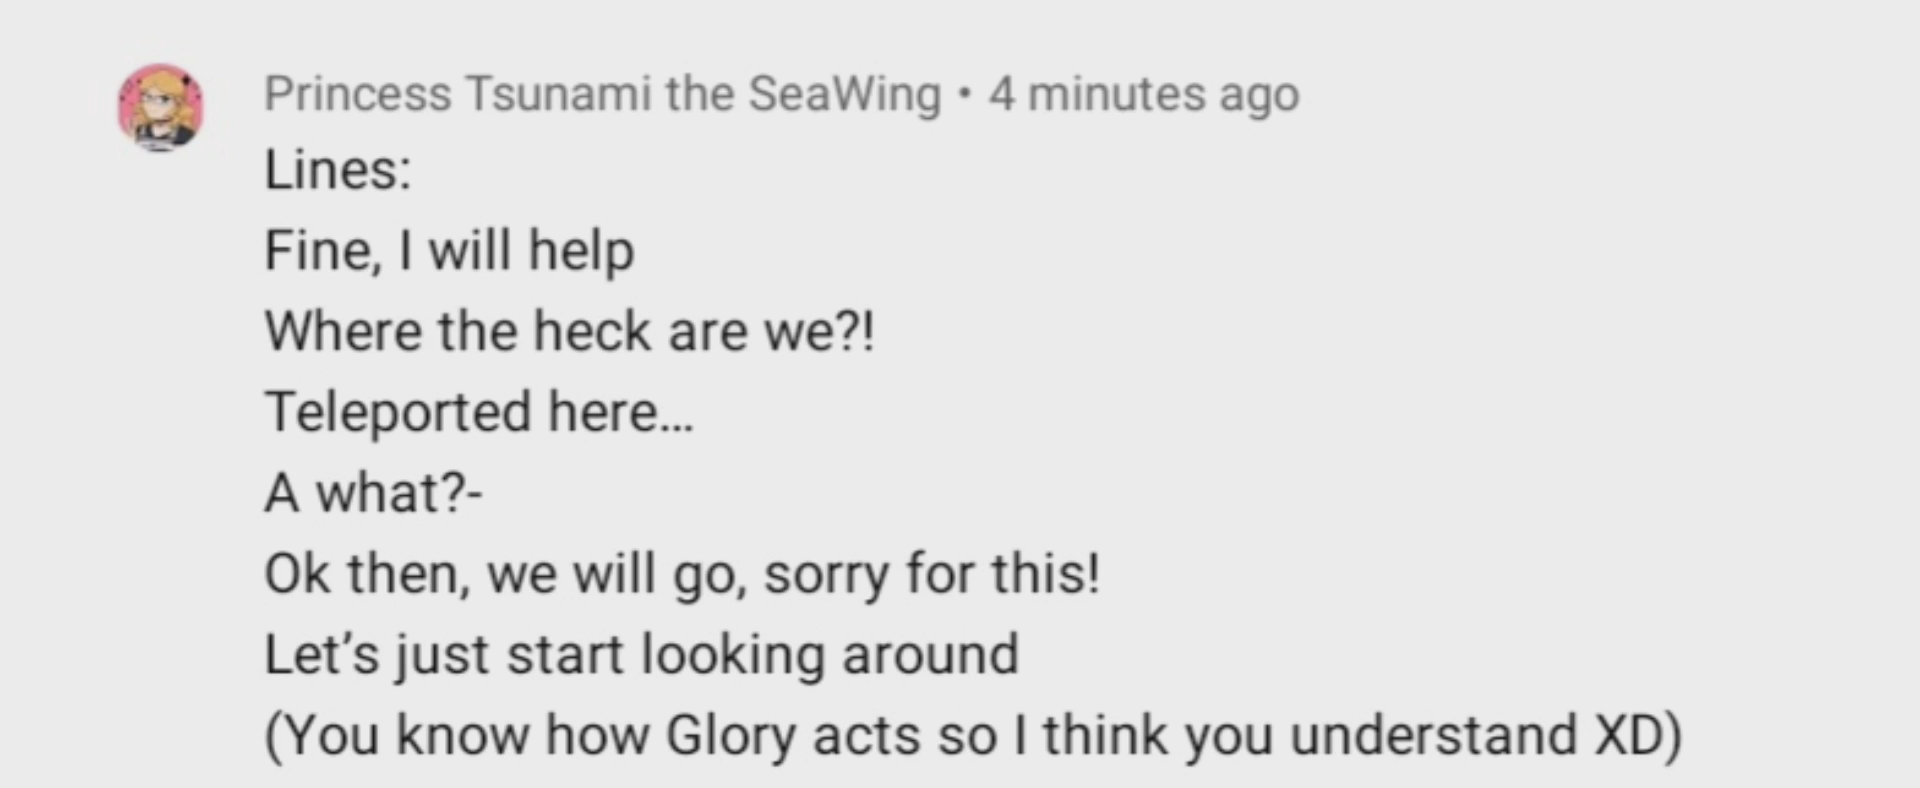 Princess Tsunami the SeaWing • 4 minutes ago
Lines:
Fine, I will help
Where the heck are we?!
Teleported here...
A what?-
Ok then, we will go, sorry for this!
Let’s just start looking around
(You know how Glory acts so I think you understand XD)